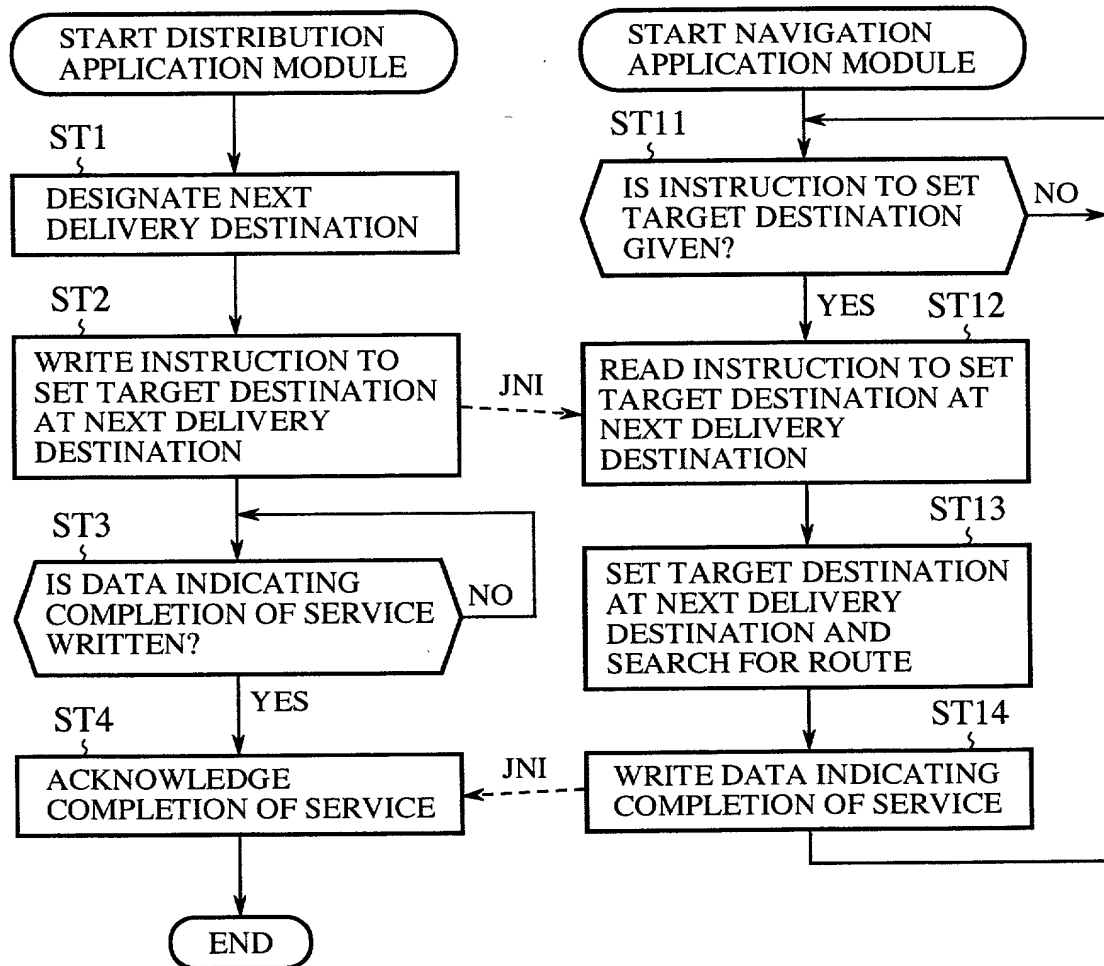 START DISTRIBUTION
APPLICATION MODULE
ST1
DESIGNATE NEXT
DELIVERY DESTINATION
ST2
WRITE INSTRUCTION TO
SET TARGET DESTINATION
AT NEXT DELIVERY
DESTINATION
JNI
ST3
IS DATA INDICATING
COMPLETION OF SERVICE
WRITTEN?
NO
YES
ST4
ACKNOWLEDGE
COMPLETION OF SERVICE
END
START NAVIGATION
APPLICATION MODULE
ST11
IS INSTRUCTION TO SET
TARGET DESTINATION
GIVEN?
NO
YES
ST12
READ INSTRUCTION TO SET
TARGET DESTINATION AT
NEXT DELIVERY
DESTINATION
ST13
SET TARGET DESTINATION
AT NEXT DELIVERY
DESTINATION AND
SEARCH FOR ROUTE
ST14
JNI
WRITE DATA INDICATING
COMPLETION OF SERVICE